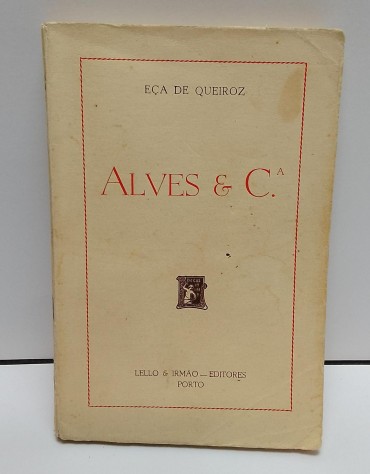 EÇA DE QUEIROZ
ALVES & C.ª
LELLO & IRMÃO — EDITORES
PORTO